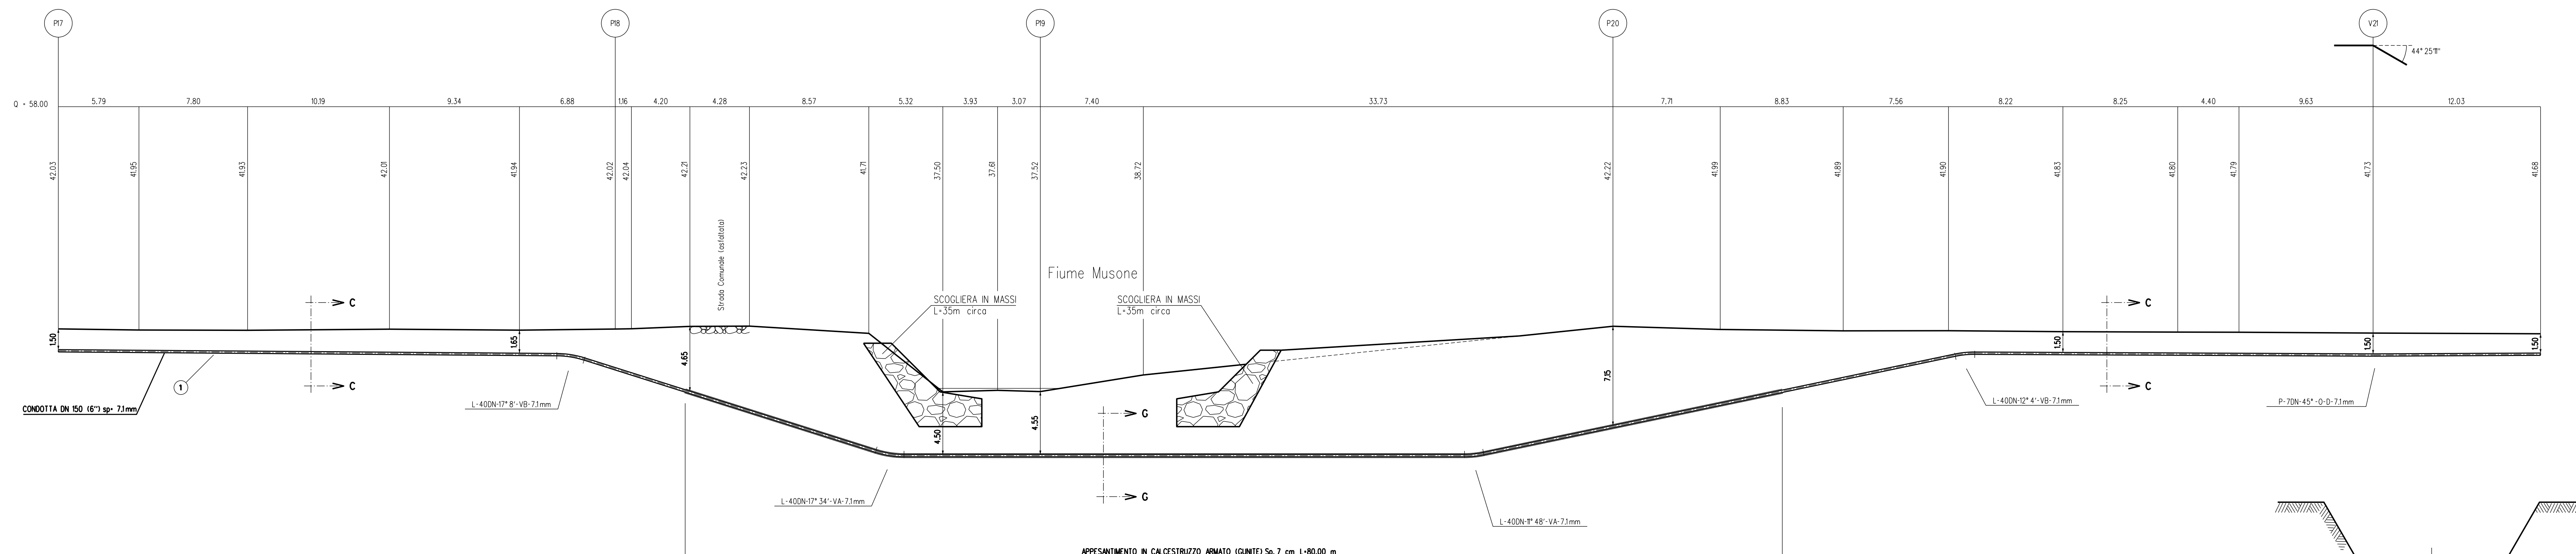 P17
P18
P19
P20
V21
44° 25'11"
Q = 58.00
5.79
7.80
10.19
9.34
6.88
1.16
4.20
4.28
8.57
5.32
3.93
3.07
7.40
33.73
7.71
8.83
7.56
8.22
8.25
4.40
9.63
12.03
42.03
41.95
41.93
42.01
41.94
42.02
42.04
42.21
42.23
41.71
37.50
37.61
37.52
38.72
42.22
41.99
41.89
41.90
41.83
41.80
41.79
41.73
41.68
Strada Comunale (asfaltata)
Fiume Musone
SCOGLIERA IN MASSI
L=35m circa
SCOGLIERA IN MASSI
L=35m circa
C
C
C
C
G
G
1.50
1.65
4.65
4.50
4.55
7.15
1.50
1.50
1.50
1
CONDOTTA DN 150 (6") sp= 7.1mm
L-40DN-17° 8'-VB-7.1mm
L-40DN-17° 34'-VA-7.1mm
L-40DN-11° 48'-VA-7.1mm
L-40DN-12° 4'-VB-7.1mm
P-7DN-45° -O-D-7.1mm
APPESANTIMENTO IN CALCESTRUZZO ARMATO (GUNITE) Sp. 7 cm L=80.00 m